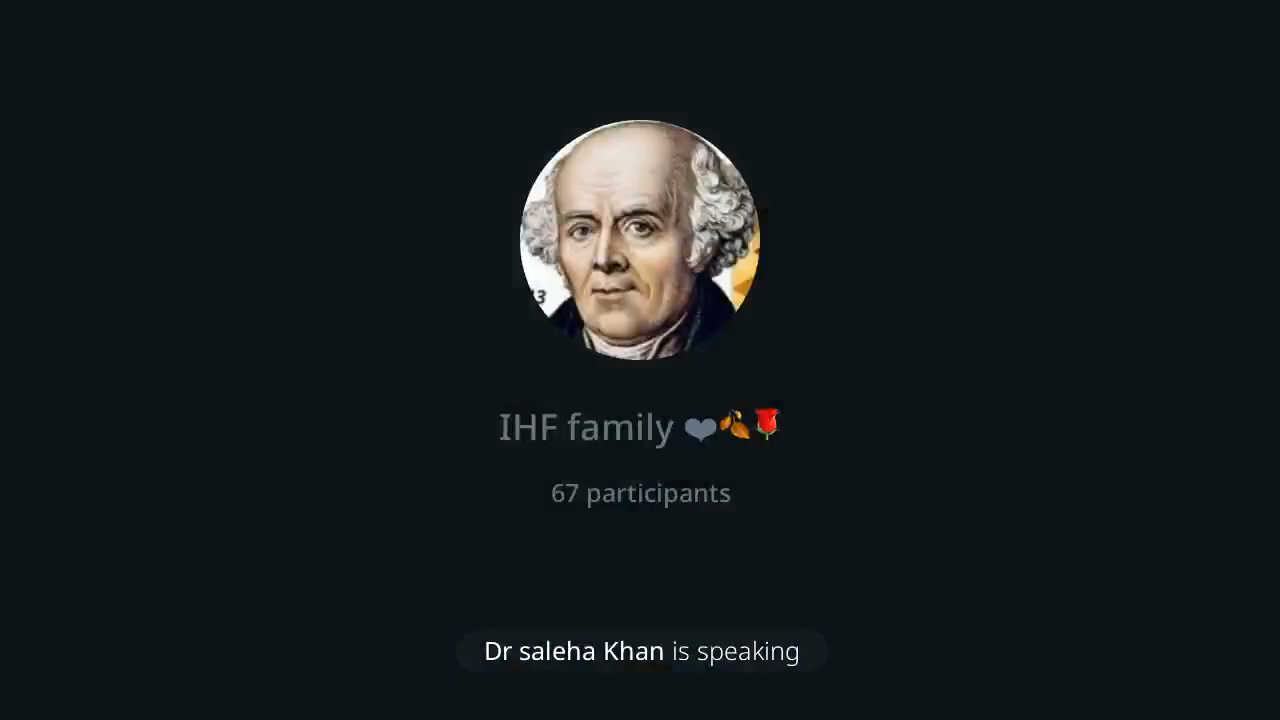 IHF family ❤🍂🌹
67 participants
Dr saleha Khan is speaking